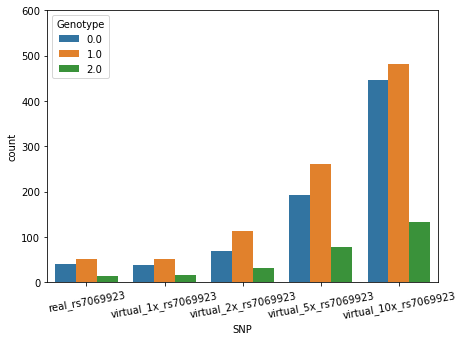 Genotype
0.0
1.0
2.0
600
500
400
300
200
100
0
count
real_rs7069923
virtual_1x_rs7069923
virtual_2x_rs7069923
virtual_5x_rs7069923
virtual_10x_rs7069923
SNP